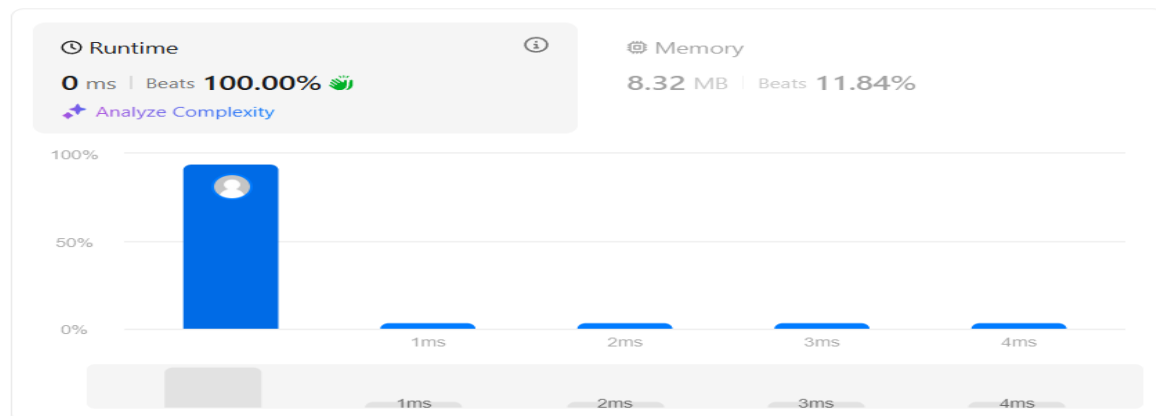 Runtime
0 ms | Beats 100.00%
Analyze Complexity
Memory
8.32 MB | Beats 11.84%
100%
50%
0%
1ms 2ms 3ms 4ms
1ms 2ms 3ms 4ms